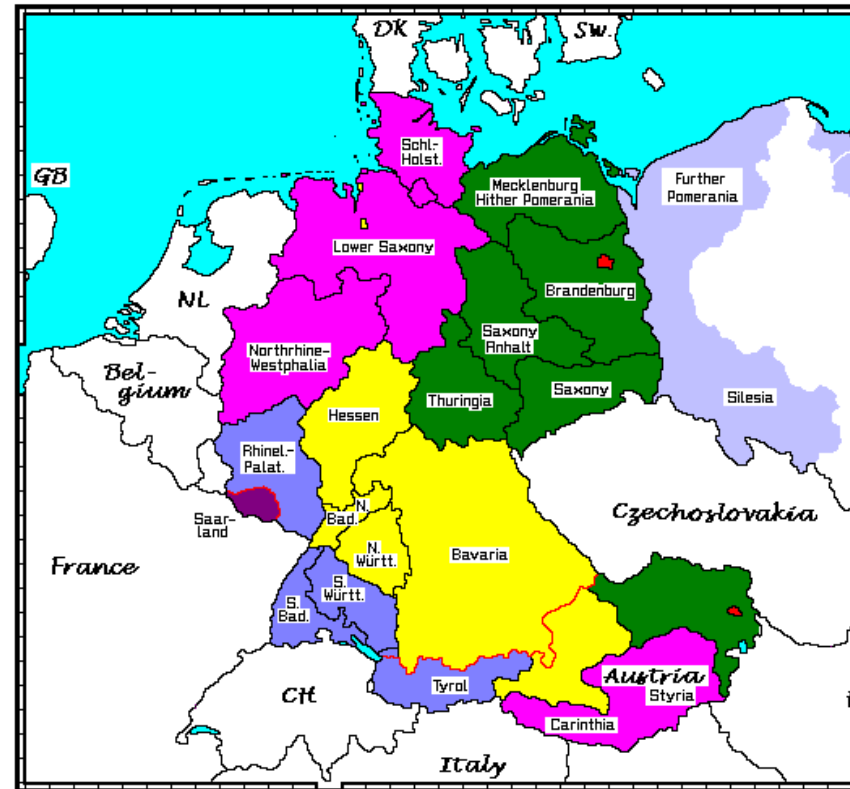 DK
Sw.
Schl-
Holst.
GB
Mecklenburg
Hither Pomerania
Further
Pomerania
Lower Saxony
NL
Brandenburg
Saxony
Anhalt
Northrhine-
Westphalia
Bel-
gium
Thuringia
Saxony
Silesia
Hessen
Rhinel.-
Palat.
N.
Bad.
Saar-
land
Czechoslovakia
N.
Württ.
Bavaria
France
S.
Württ.
S.
Bad.
Austria
Styria
Tyrol
CH
Carinthia
Italy